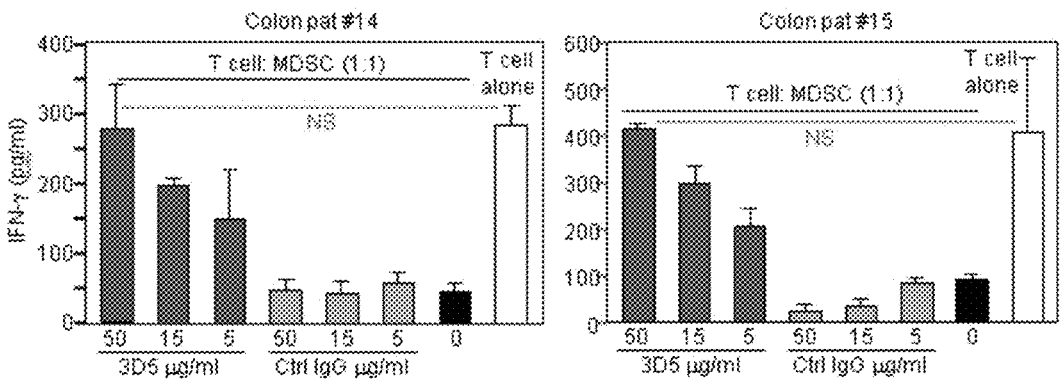 Colon pat #14
400
300
200
100
0
IFN-γ (pg/ml)
T cell: MDSC (1:1)
T cell
alone
NS
50 15 5 50 15 5 0
3D5 µg/ml Ctrl IgG µg/ml
Colon pat #15
600
500
400
300
200
100
0
T cell: MDSC (1:1)
T cell
alone
NS
50 15 5 50 15 5 0
3D5 µg/ml Ctrl IgG µg/ml